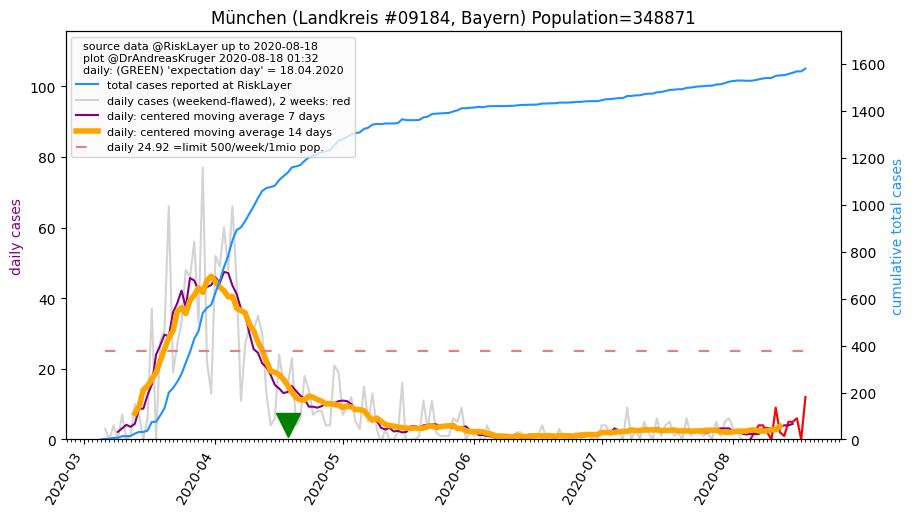 München (Landkreis #09184, Bayern) Population=348871
source data @RiskLayer up to 2020-08-18
plot @DrAndreasKruger 2020-08-18 01:32
daily: (GREEN) 'expectation day' = 18.04.2020
total cases reported at RiskLayer
daily cases (weekend-flawed), 2 weeks: red
daily: centered moving average 7 days
daily: centered moving average 14 days
daily 24.92 =limit 500/week/1mio pop.
daily cases
100
80
60
40
20
0
cumulative total cases
1600
1400
1200
1000
800
600
400
200
0
2020-03
2020-04
2020-05
2020-06
2020-07
2020-08